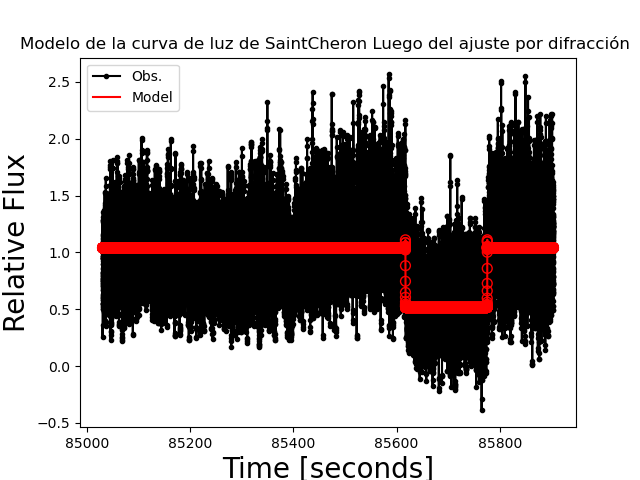 Modelo de la curva de luz de SaintCheron Luego del ajuste por difracción
Obs.
Model
2.5
2.0
1.5
1.0
0.5
0.0
−0.5
Relative Flux
85000 85200 85400 85600 85800
Time [seconds]